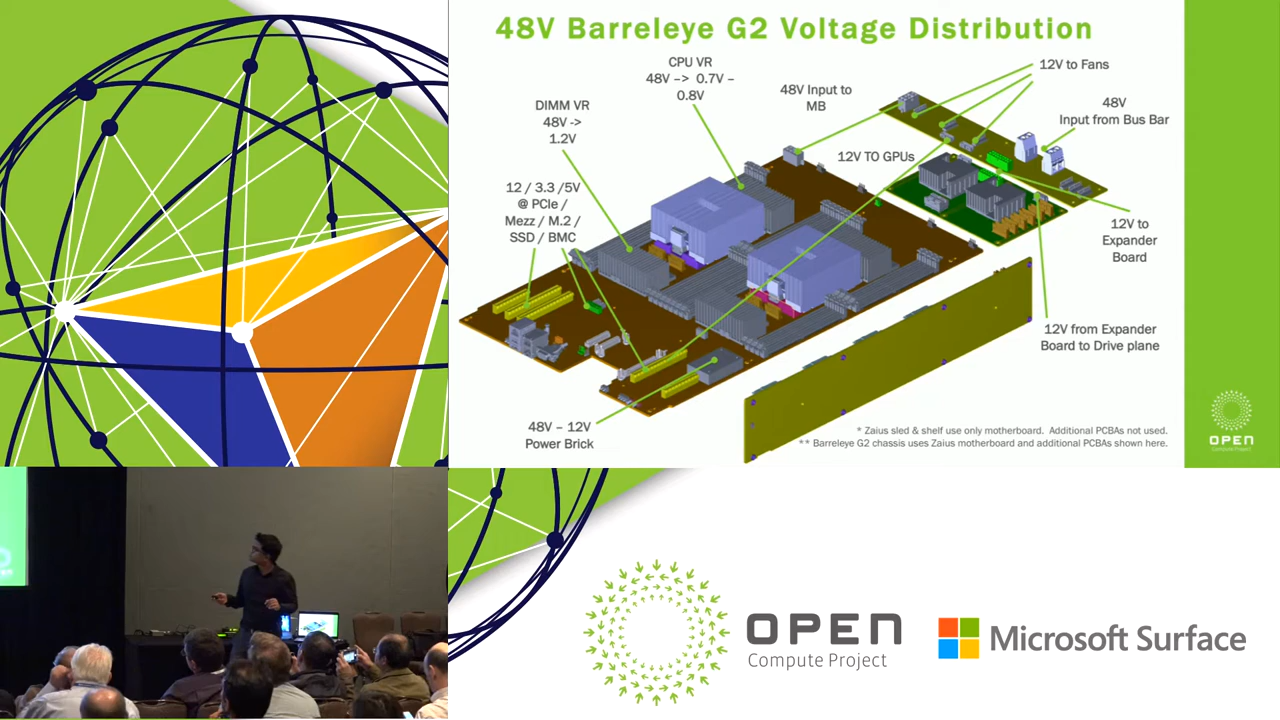 48V Barreleye G2 Voltage Distribution
CPU VR
48V –> 0.7V –
0.8V
12V to Fans
48V Input to
MB
48V
Input from Bus Bar
DIMM VR
48V ->
1.2V
12V TO GPUs
12 / 3.3 /5V
@ PCIe /
Mezz / M.2 /
SSD / BMC
12V to
Expander
Board
12V from Expander
Board to Drive plane
48V – 12V
Power Brick
* Zaius sled & shelf use only motherboard. Additional PCBAs not used.
** Barreleye G2 chassis uses Zaius motherboard and additional PCBAs shown here.
OPEN
Compute Project
OPEN
Compute Project
Microsoft Surface